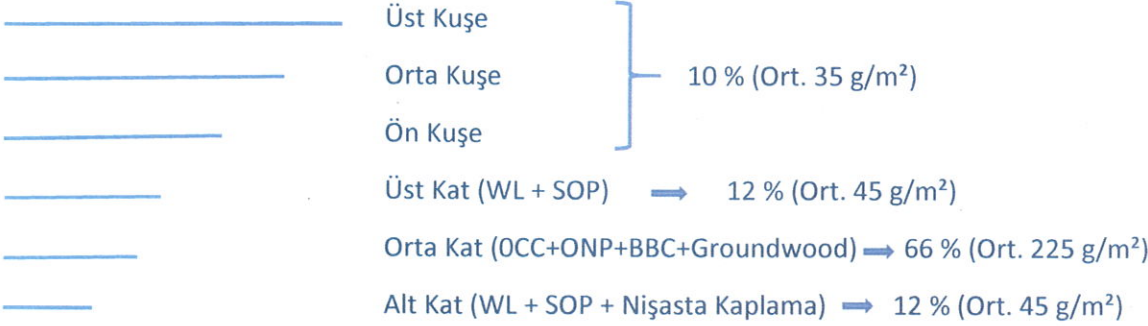 Üst Kuşe
Orta Kuşe
10 % (Ort. 35 g/m²)
Ön Kuşe
Üst Kat (WL + SOP) ➡ 12 % (Ort. 45 g/m²)
Orta Kat (0CC+ONP+BBC+Groundwood) ➡ 66 % (Ort. 225 g/m²)
Alt Kat (WL + SOP + Nişasta Kaplama) ➡ 12 % (Ort. 45 g/m²)